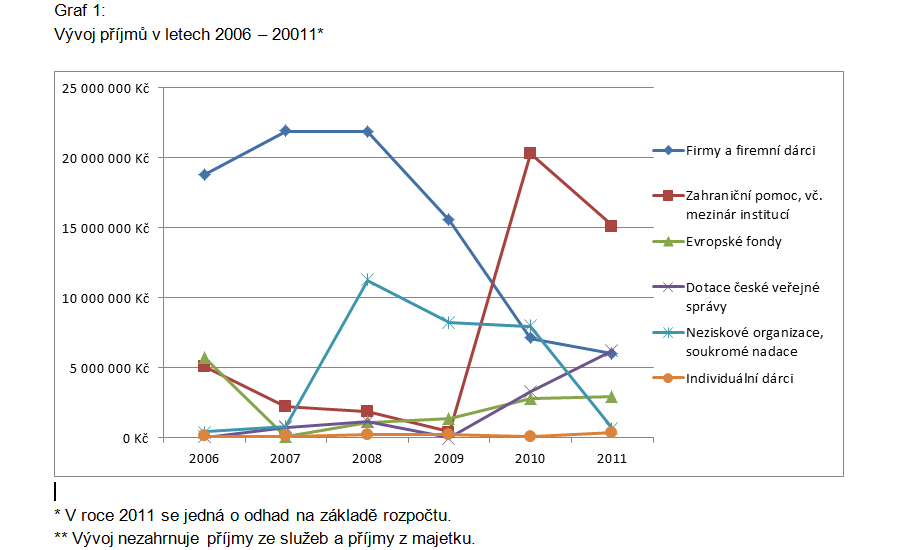 Graf 1:
Vývoj příjmů v letech 2006 – 20011*
25 000 000 Kč
20 000 000 Kč
15 000 000 Kč
10 000 000 Kč
5 000 000 Kč
0 Kč
2006 2007 2008 2009 2010 2011
Firmy a firemní dárci
Zahraniční pomoc, vč.
mezinár institucí
Evropské fondy
Dotace české veřejné
správy
Neziskové organizace,
soukromé nadace
Individuální dárci
* V roce 2011 se jedná o odhad na základě rozpočtu.
** Vývoj nezahrnuje příjmy ze služeb a příjmy z majetku.